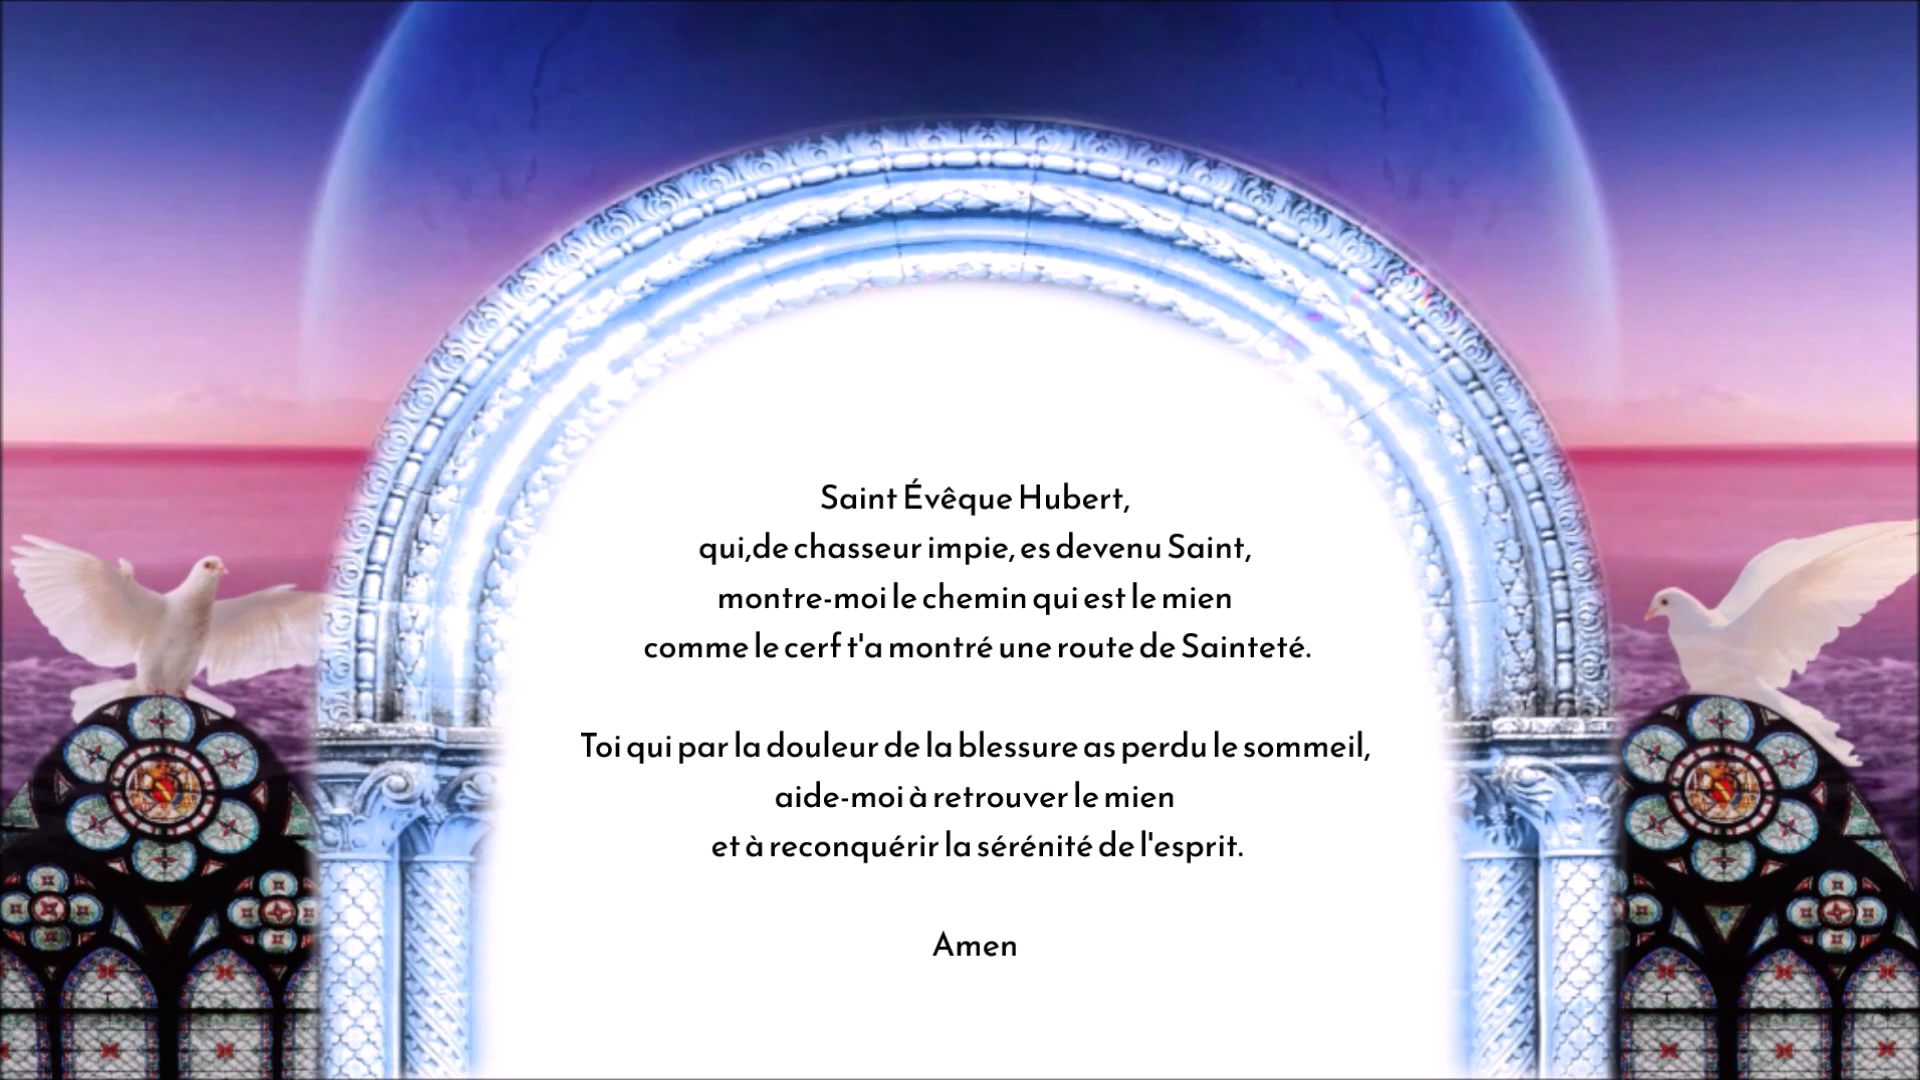 Saint Évêque Hubert,
qui,de chasseur impie, es devenu Saint,
montre-moi le chemin qui est le mien
comme le cerf t'a montré une route de Sainteté.
Toi qui par la douleur de la blessure as perdu le sommeil,
aide-moi à retrouver le mien
et à reconquérir la sérénité de l'esprit.
Amen